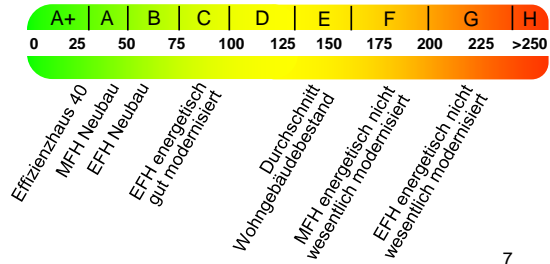 A+ A B C D E F G H
0 25 50 75 100 125 150 175 200 225 >250
Effizienzhaus 40
MFH Neubau
EFH Neubau
EFH energetisch
gut modernisiert
Durchschnitt
Wohngebäudebestand
MFH energetisch nicht
wesentlich modernisiert
EFH energetisch nicht
wesentlich modernisiert
7